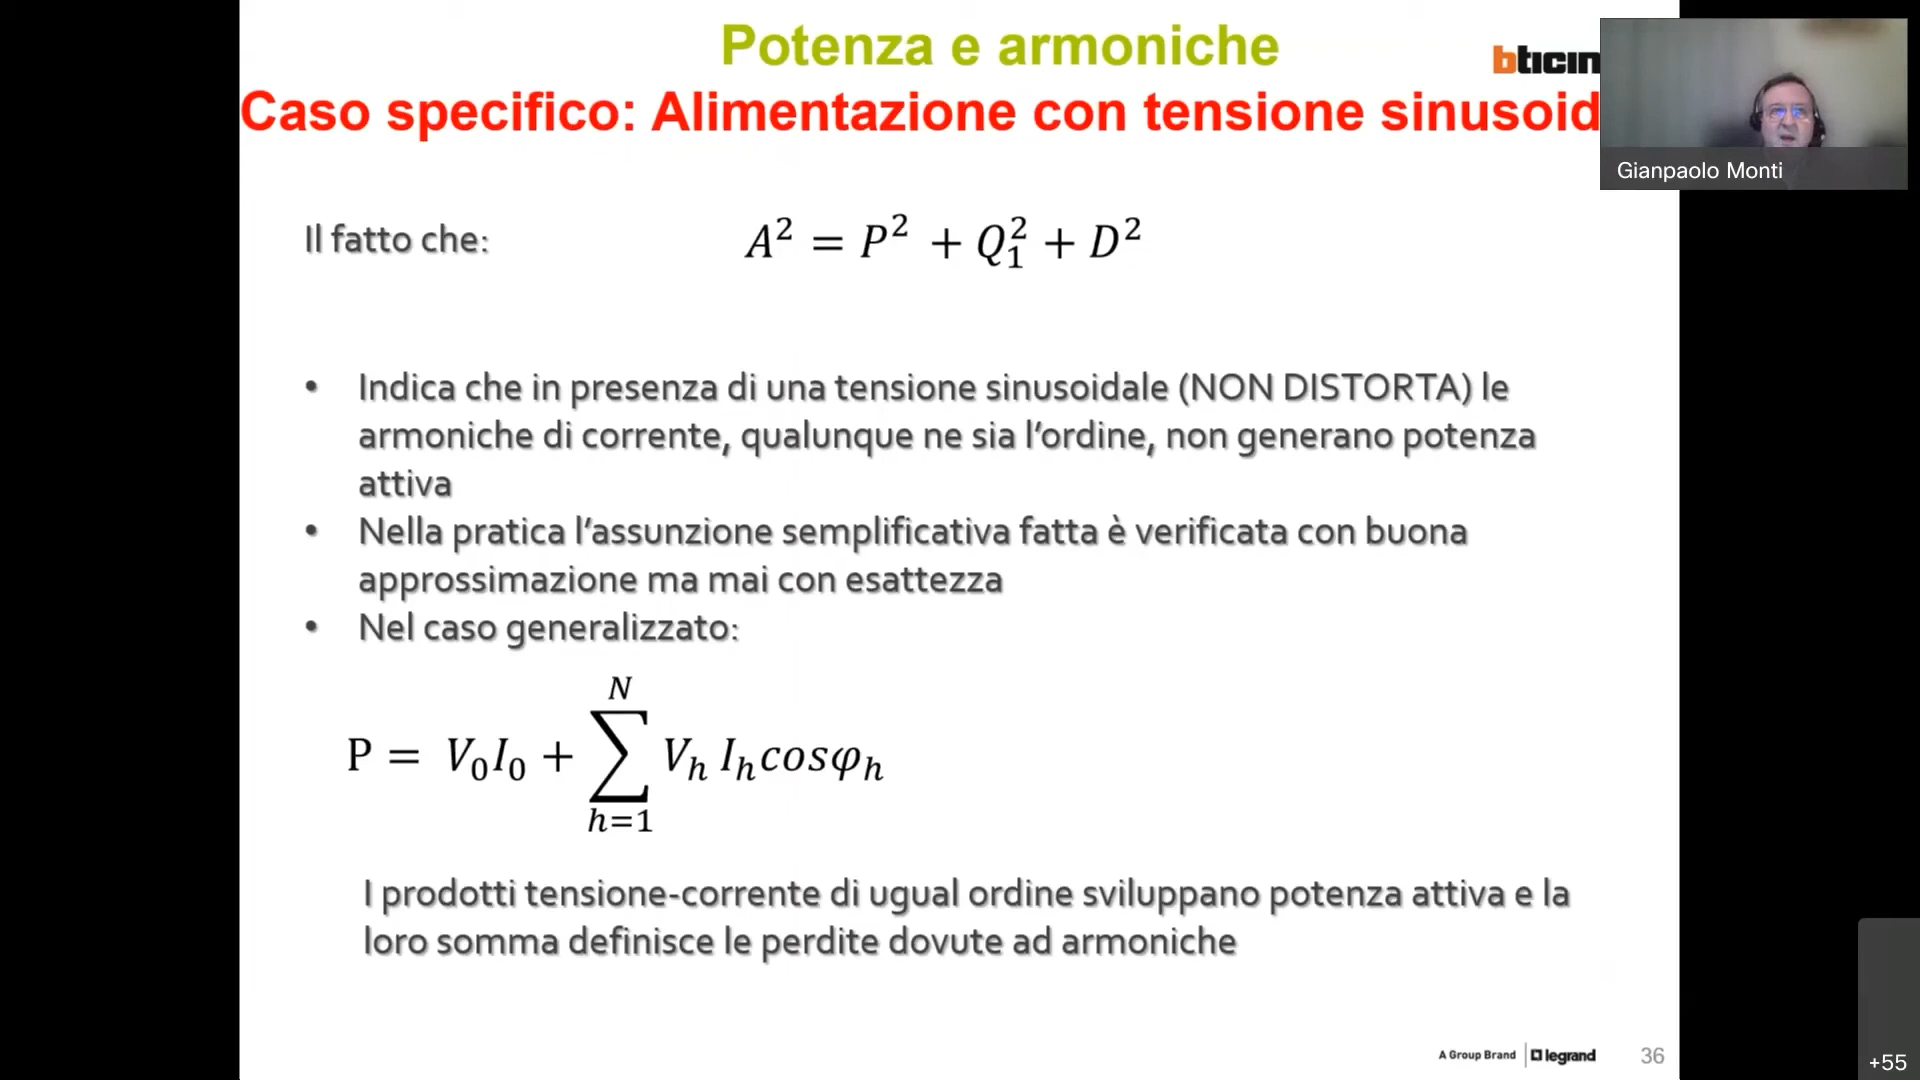 Potenza e armoniche
bticin
Caso specifico: Alimentazione con tensione sinusoid
Gianpaolo Monti
Il fatto che:
A² = P² + Q₁² + D²
• Indica che in presenza di una tensione sinusoidale (NON DISTORTA) le
armoniche di corrente, qualunque ne sia l'ordine, non generano potenza
attiva
• Nella pratica l'assunzione semplificativa fatta è verificata con buona
approssimazione ma mai con esattezza
• Nel caso generalizzato:
P = V₀I₀ + ∑_{h=1}^{N} V_h I_h cosφ_h
I prodotti tensione-corrente di ugual ordine sviluppano potenza attiva e la
loro somma definisce le perdite dovute ad armoniche
A Group Brand legrand
36
+55